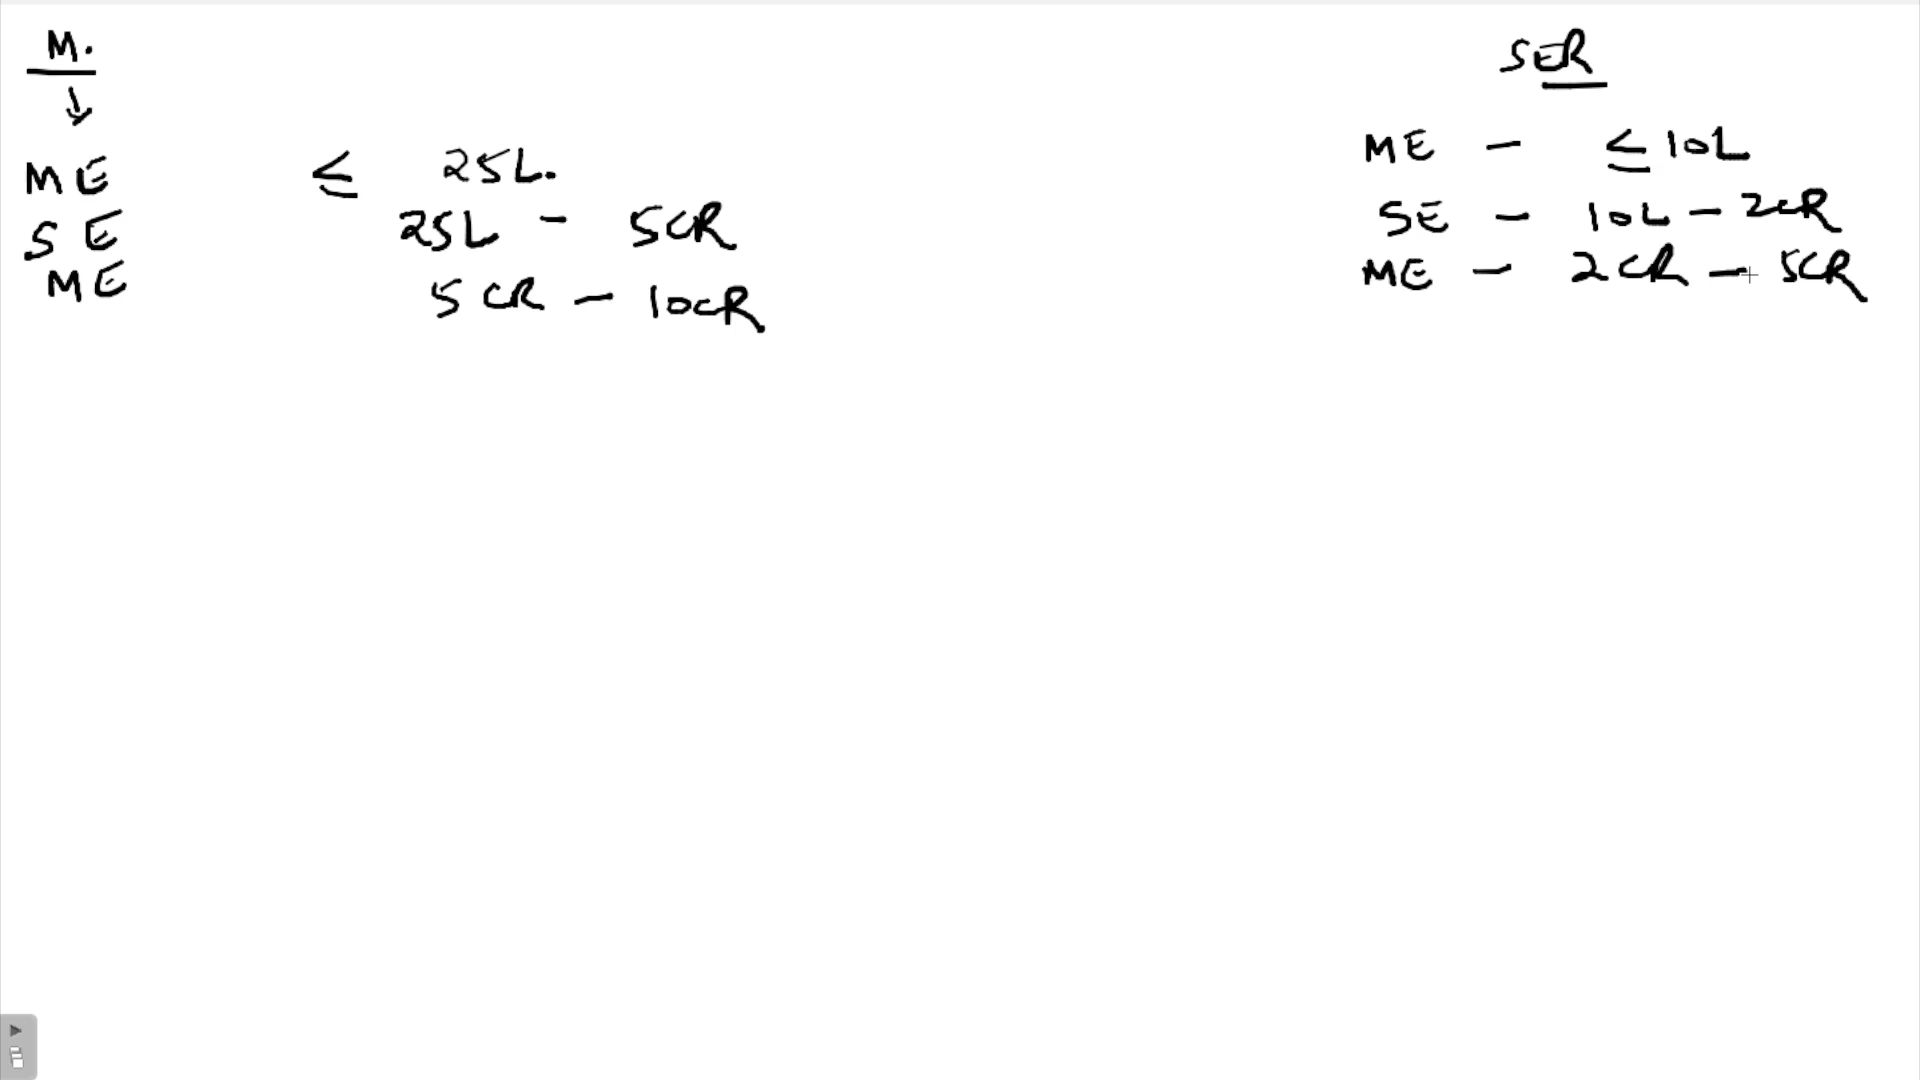 M.
↓
ME ≤ 25L.
SE 25L - 5CR
ME 5CR - 10CR
SER
ME - ≤10L
SE - 10L - 2CR
ME - 2CR - 5CR